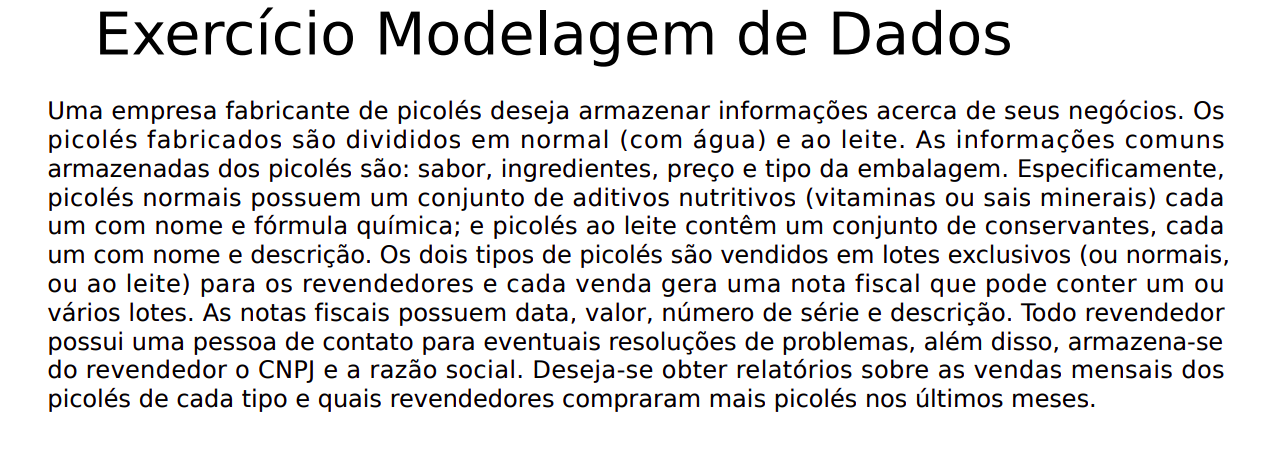 Exercício Modelagem de Dados
Uma empresa fabricante de picolés deseja armazenar informações acerca de seus negócios. Os
picolés fabricados são divididos em normal (com água) e ao leite. As informações comuns
armazenadas dos picolés são: sabor, ingredientes, preço e tipo da embalagem. Especificamente,
picolés normais possuem um conjunto de aditivos nutritivos (vitaminas ou sais minerais) cada
um com nome e fórmula química; e picolés ao leite contêm um conjunto de conservantes, cada
um com nome e descrição. Os dois tipos de picolés são vendidos em lotes exclusivos (ou normais,
ou ao leite) para os revendedores e cada venda gera uma nota fiscal que pode conter um ou
vários lotes. As notas fiscais possuem data, valor, número de série e descrição. Todo revendedor
possui uma pessoa de contato para eventuais resoluções de problemas, além disso, armazena-se
do revendedor o CNPJ e a razão social. Deseja-se obter relatórios sobre as vendas mensais dos
picolés de cada tipo e quais revendedores compraram mais picolés nos últimos meses.